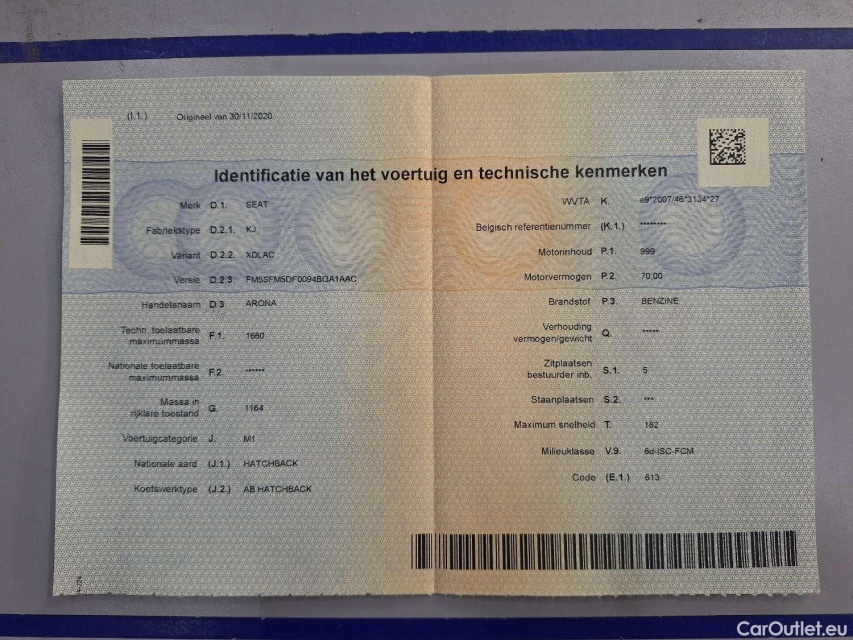 (I.1.) Origineel van 30/11/2020
Identificatie van het voertuig en technische kenmerken
Merk D.1. SEAT
Fabriekstype D.2.1. KJ
Variant D.2.2. XDLAC
Versie D.2.3. FM5SFM5DF0094BI3A1AAC
Handelsnaam D.3 ARONA
Techn. toelaatbare
maximummassa F.1. 1660
Nationale toelaatbare
maximummassa F.2. ******
Massa in
rijklare toestand G. 1164
Voertuigcategorie J. M1
Nationale aard (J.1.) HATCHBACK
Koetswerktype (J.2.) AB HATCHBACK
WVTA K. e9*2007/46*3134*27
Belgisch referentienummer (K.1.) ********
Motorinhoud P.1. 999
Motorvermogen P.2. 70,00
Brandstof P.3. BENZINE
Verhouding
vermogen/gewicht Q. *****
Zitplaatsen
bestuurder inb. S.1. 5
Staanplaatsen S.2. ***
Maximum snelheid T. 182
Milieuklasse V.9. 6d-ISC-FCM
Code (E.1.) 613
CarOutlet.eu